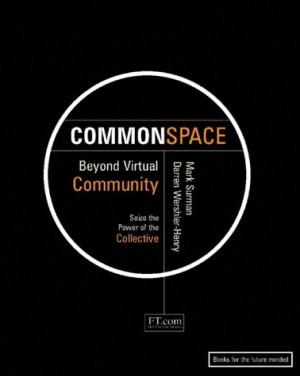 COMMONSPACE
Beyond Virtual
Community
Seize the
Power of the
Collective
Mark Surman
Darren Wershler-Henry
FT.com
Books for the future minded